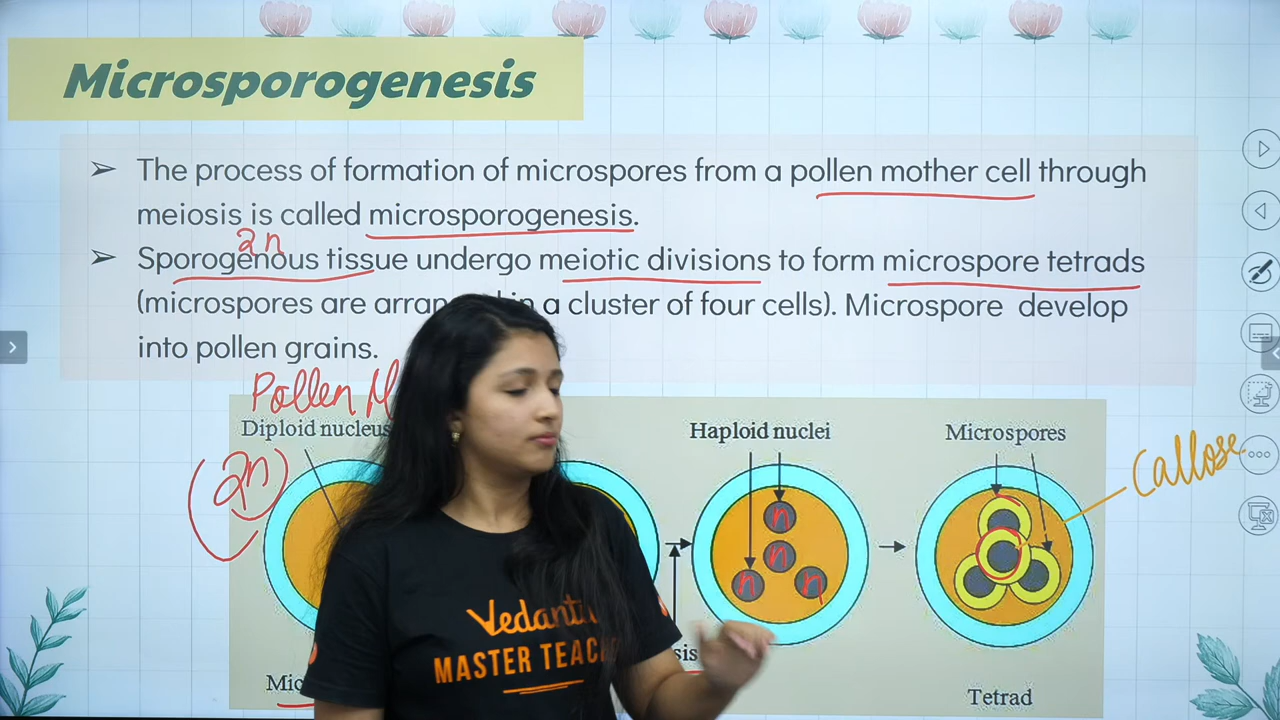 Microsporogenesis
➢ The process of formation of microspores from a pollen mother cell through
meiosis is called microsporogenesis.
2n
➢ Sporogenous tissue undergo meiotic divisions to form microspore tetrads
(microspores are in a cluster of four cells). Microspore develop
into pollen grains.
Pollen M
Diploid nucleus
Haploid nuclei
Microspores
Callose
(2n)
n
n
n n
Vedantu
MASTER TEACHER
Tetrad